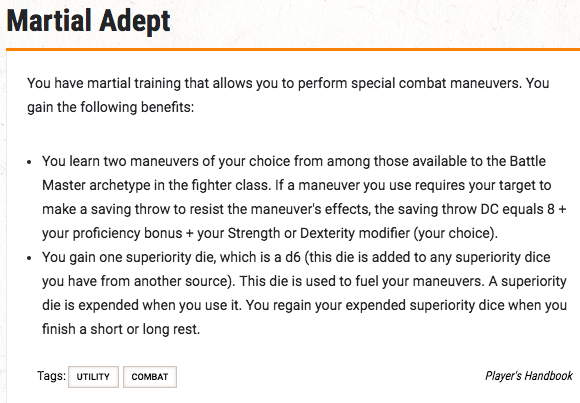 Martial Adept
You have martial training that allows you to perform special combat maneuvers. You
gain the following benefits:
• You learn two maneuvers of your choice from among those available to the Battle
Master archetype in the fighter class. If a maneuver you use requires your target to
make a saving throw to resist the maneuver's effects, the saving throw DC equals 8 +
your proficiency bonus + your Strength or Dexterity modifier (your choice).
• You gain one superiority die, which is a d6 (this die is added to any superiority dice
you have from another source). This die is used to fuel your maneuvers. A superiority
die is expended when you use it. You regain your expended superiority dice when you
finish a short or long rest.
Tags: UTILITY COMBAT Player's Handbook